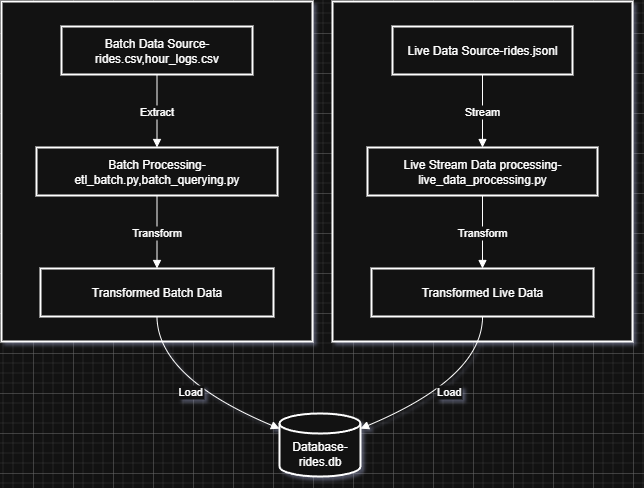 Batch Data Source-
rides.csv,hour_logs.csv
Extract
Batch Processing-
etl_batch.py,batch_querying.py
Transform
Transformed Batch Data
Load
Live Data Source-rides.jsonl
Stream
Live Stream Data processing-
live_data_processing.py
Transform
Transformed Live Data
Load
Database-
rides.db